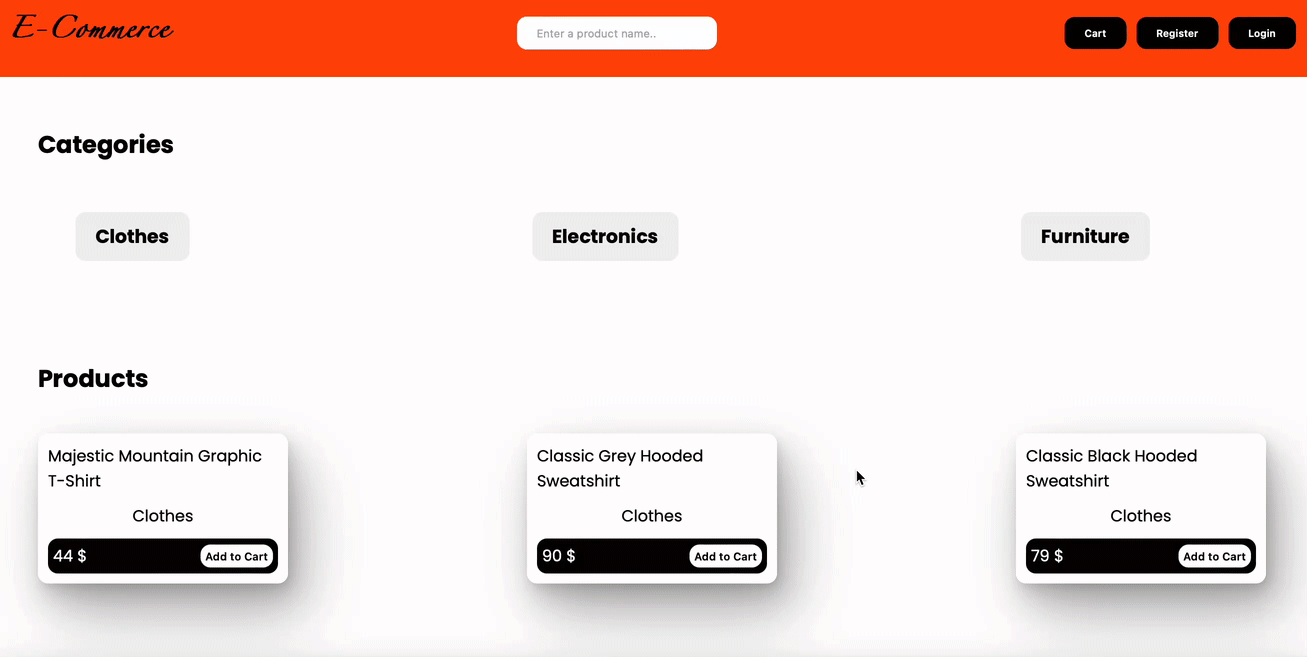 E-Commerce
Enter a product name..
Cart
Register
Login
Categories
Clothes
Electronics
Furniture
Products
Majestic Mountain Graphic
T-Shirt
Clothes
44 $
Add to Cart
Classic Grey Hooded
Sweatshirt
Clothes
90 $
Add to Cart
Classic Black Hooded
Sweatshirt
Clothes
79 $
Add to Cart